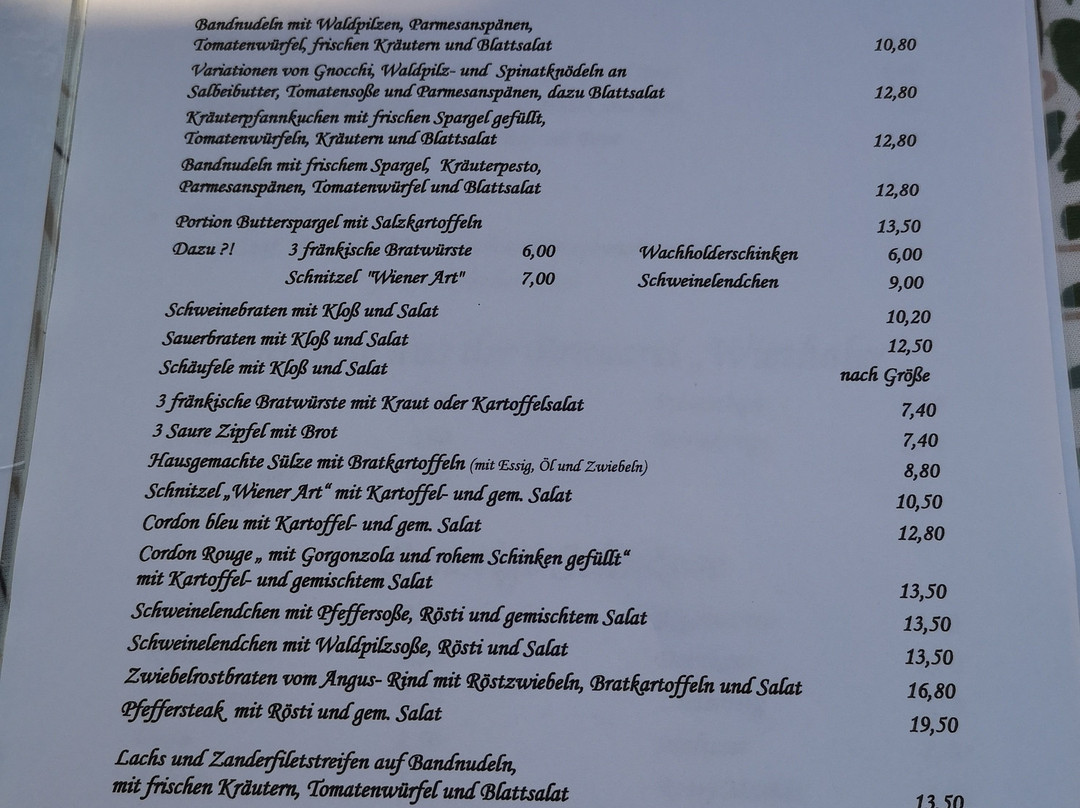 Bandnudeln mit Waldpilzen, Parmesanspänen,
Tomatenwürfel, frischen Kräutern und Blattsalat 10,80
Variationen von Gnocchi, Waldpilz- und Spinatknödeln an
Salbeibutter, Tomatensoße und Parmesanspänen, dazu Blattsalat 12,80
Kräuterpfannkuchen mit frischen Spargel gefüllt,
Tomatenwürfeln, Kräutern und Blattsalat 12,80
Bandnudeln mit frischem Spargel, Kräuterpesto,
Parmesanspänen, Tomatenwürfel und Blattsalat 12,80
Portion Butterspargel mit Salzkartoffeln 13,50
Dazu ?! 3 fränkische Bratwürste 6,00 Wachholderschinken 6,00
Schnitzel "Wiener Art" 7,00 Schweinelendchen 9,00
Schweinebraten mit Kloß und Salat 10,20
Sauerbraten mit Kloß und Salat 12,50
Schäufele mit Kloß und Salat nach Größe
3 fränkische Bratwürste mit Kraut oder Kartoffelsalat 7,40
3 Saure Zipfel mit Brot 7,40
Hausgemachte Sülze mit Bratkartoffeln (mit Essig, Öl und Zwiebeln) 8,80
Schnitzel „Wiener Art“ mit Kartoffel- und gem. Salat 10,50
Cordon bleu mit Kartoffel- und gem. Salat 12,80
Cordon Rouge „ mit Gorgonzola und rohem Schinken gefüllt“
mit Kartoffel- und gemischtem Salat 13,50
Schweinelendchen mit Pfeffersoße, Rösti und gemischtem Salat 13,50
Schweinelendchen mit Waldpilzsoße, Rösti und Salat 13,50
Zwiebelrostbraten vom Angus- Rind mit Röstzwiebeln, Bratkartoffeln und Salat 16,80
Pfeffersteak mit Rösti und gem. Salat 19,50
Lachs und Zanderfiletstreifen auf Bandnudeln,
mit frischen Kräutern, Tomatenwürfel und Blattsalat 13,50